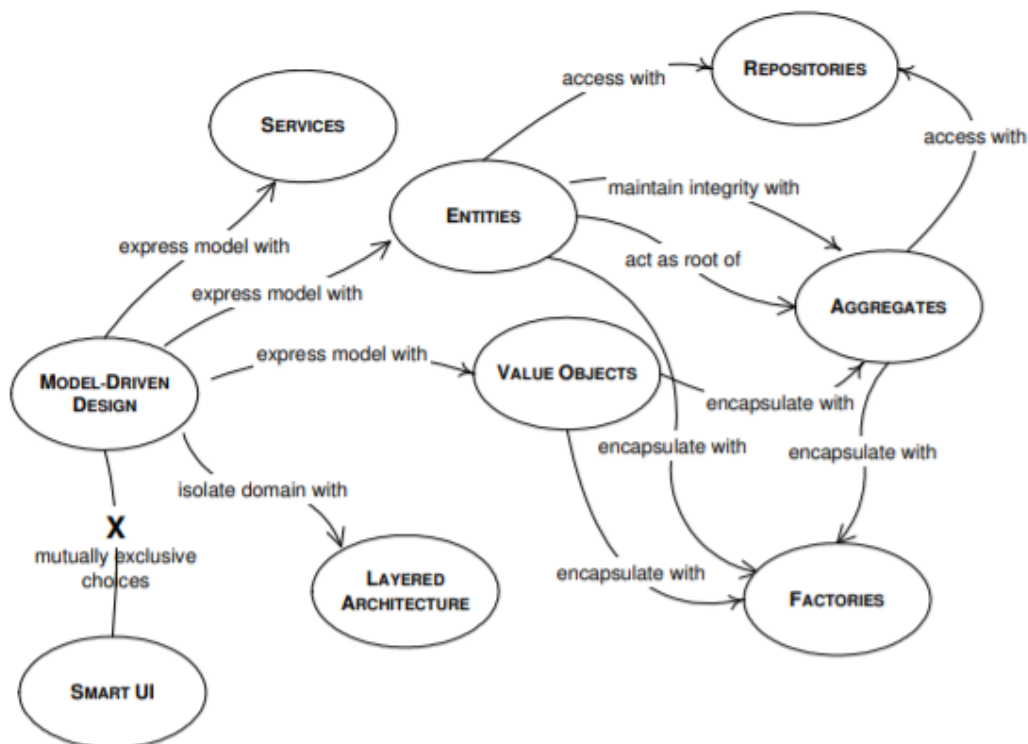 REPOSITORIES
access with
SERVICES
access with
maintain integrity with
ENTITIES
express model with
act as root of
express model with
AGGREGATES
express model with
VALUE OBJECTS
MODEL-DRIVEN
DESIGN
encapsulate with
encapsulate with
encapsulate with
isolate domain with
X
mutually exclusive
choices
encapsulate with
LAYERED
ARCHITECTURE
FACTORIES
SMART UI